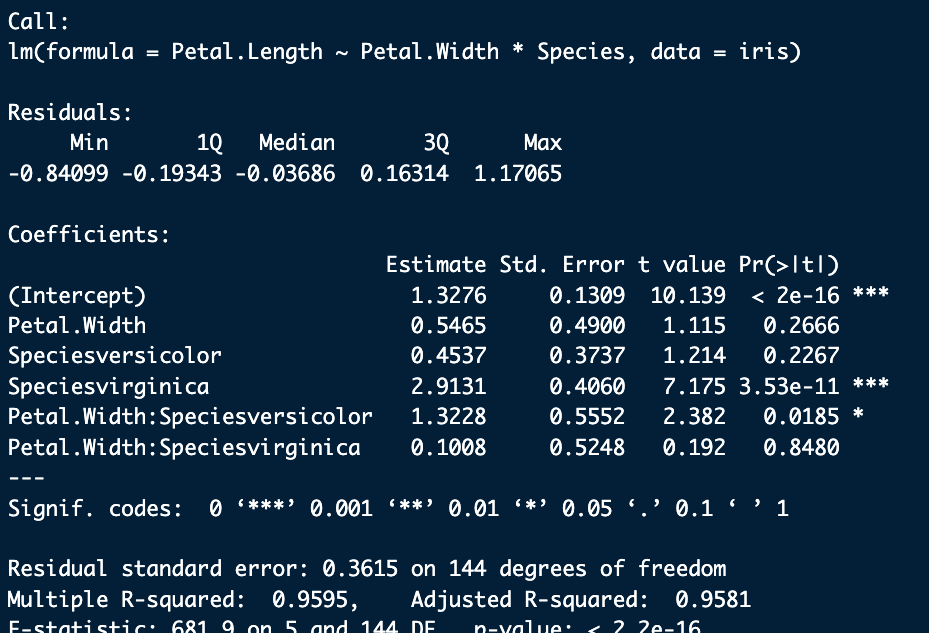 Call:
lm(formula = Petal.Length ~ Petal.Width * Species, data = iris)
Residuals:
     Min       1Q   Median       3Q      Max
-0.84099 -0.19343 -0.03686  0.16314  1.17065
Coefficients:
                              Estimate Std. Error t value Pr(>|t|)
(Intercept)                     1.3276     0.1309  10.139  < 2e-16 ***
Petal.Width                     0.5465     0.4900   1.115   0.2666
Speciesversicolor               0.4537     0.3737   1.214   0.2267
Speciesvirginica                2.9131     0.4060   7.175 3.53e-11 ***
Petal.Width:Speciesversicolor   1.3228     0.5552   2.382   0.0185 *
Petal.Width:Speciesvirginica    0.1008     0.5248   0.192   0.8480
---
Signif. codes:  0 ‘***’ 0.001 ‘**’ 0.01 ‘*’ 0.05 ‘.’ 0.1 ‘ ’ 1
Residual standard error: 0.3615 on 144 degrees of freedom
Multiple R-squared:  0.9595,    Adjusted R-squared:  0.9581
F-statistic: 681.9 on 5 and 144 DF,  p-value: < 2.2e-16